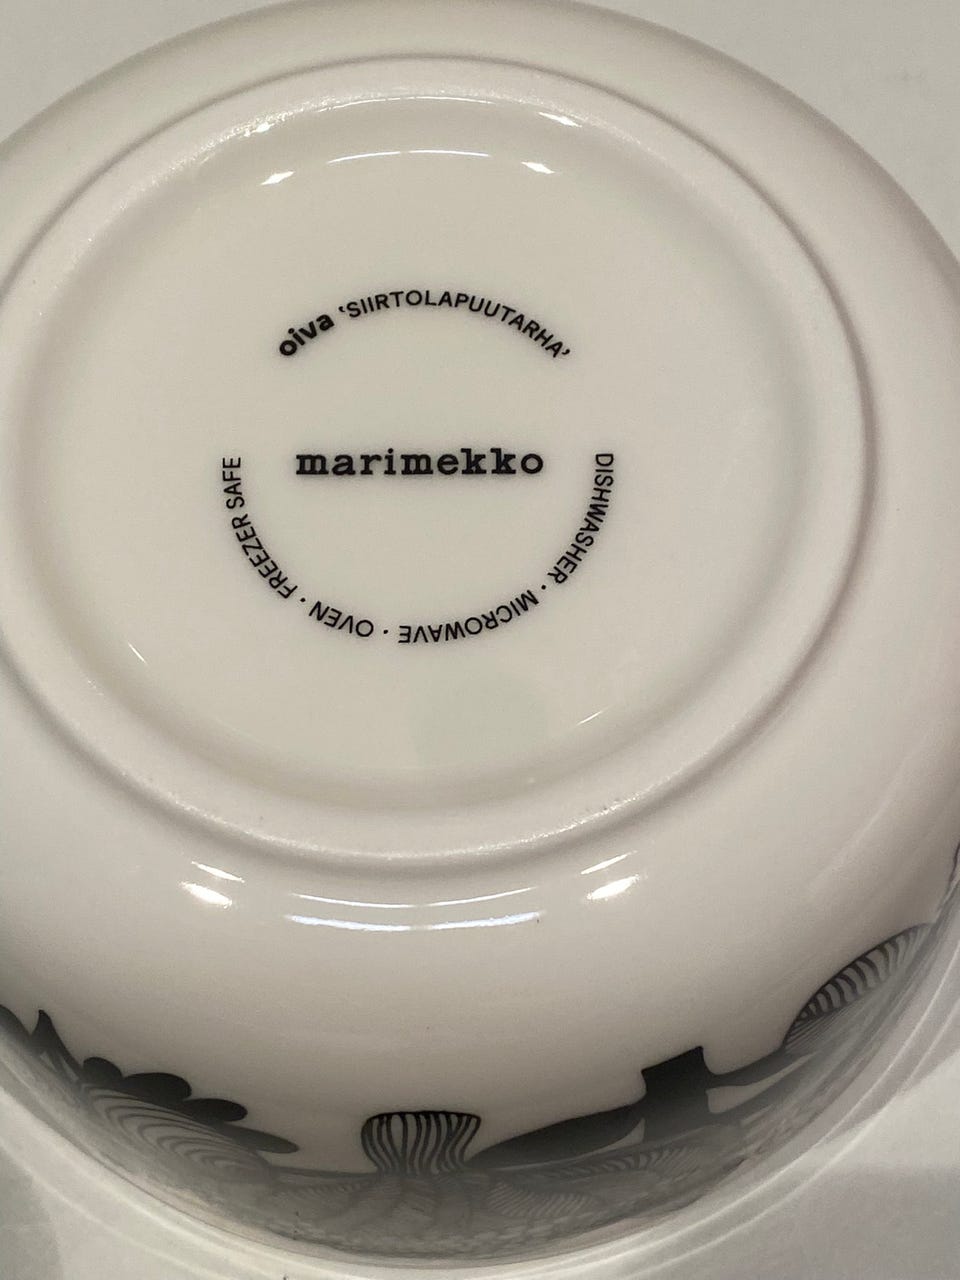 oiva ‘SIIRTOLAPUUTARHA’
marimekko
DISHWASHER · MICROWAVE · OVEN · FREEZER SAFE